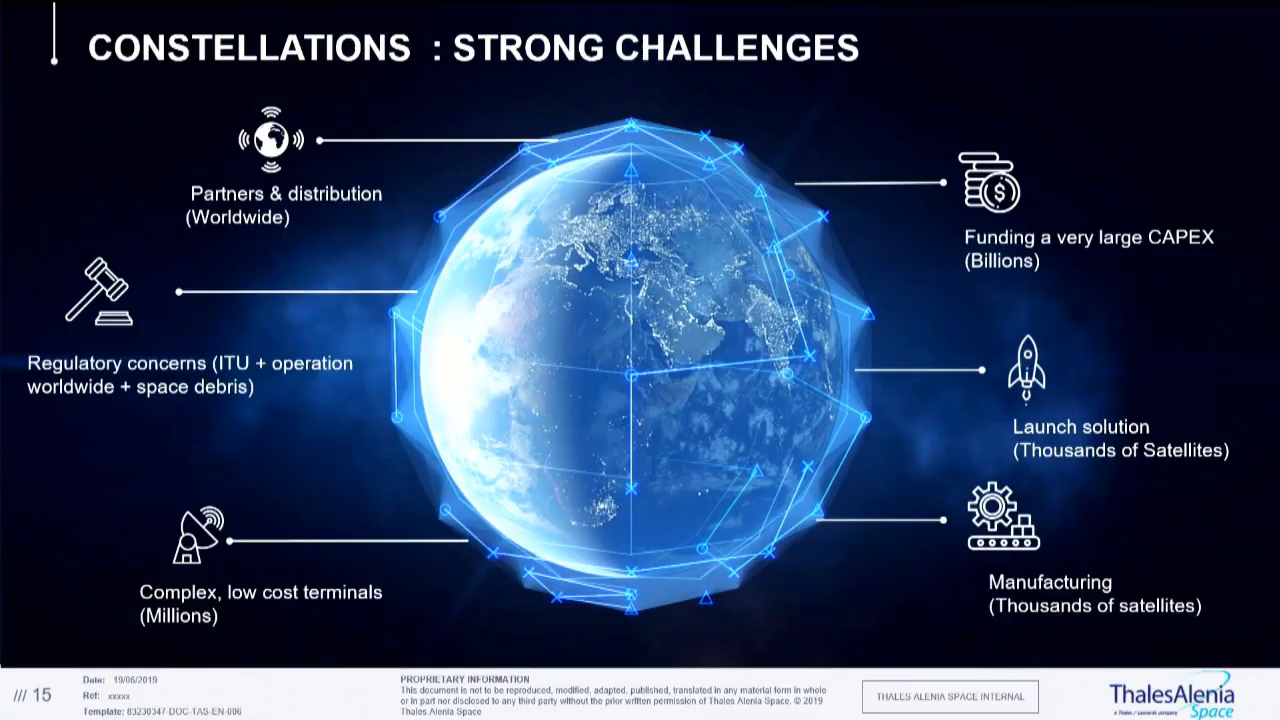 CONSTELLATIONS : STRONG CHALLENGES
Partners & distribution
(Worldwide)
Funding a very large CAPEX
(Billions)
Regulatory concerns (ITU + operation
worldwide + space debris)
Launch solution
(Thousands of Satellites)
Complex, low cost terminals
(Millions)
Manufacturing
(Thousands of satellites)
/// 15
Date: 19/06/2019
Ref: xxxxx
Template: 83230347-DOC-TAS-EN-006
PROPRIETARY INFORMATION
This document is not to be reproduced, modified, adapted, published, translated in any material form in whole
or in part nor disclosed to any third party without the prior written permission of Thales Alenia Space. © 2019
Thales Alenia Space
THALES ALENIA SPACE INTERNAL
ThalesAlenia
a Thales / Leonardo company
Space